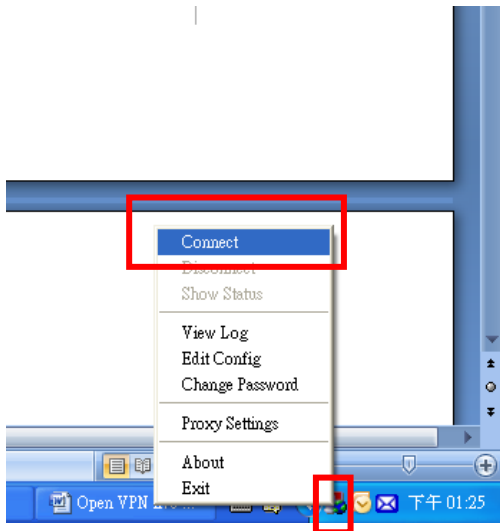 Connect
Disconnect
Show Status
View Log
Edit Config
Change Password
Proxy Settings
About
Exit
Open VPN
下午 01:25